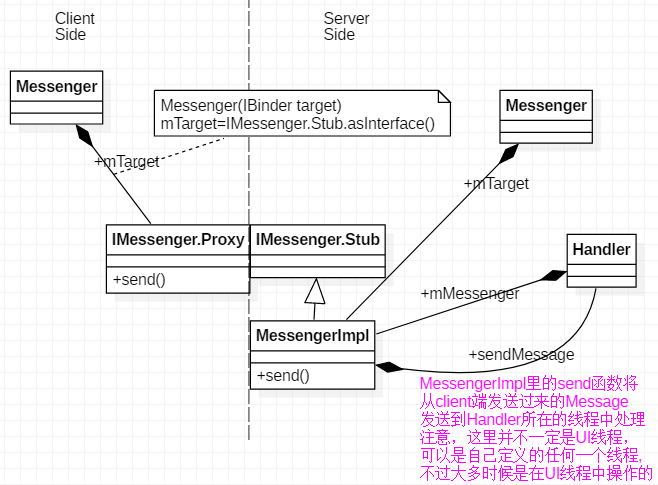 Client
Side
Server
Side
Messenger
Messenger(IBinder target)
mTarget=IMessenger.Stub.asInterface()
Messenger
+mTarget
+mTarget
IMessenger.Proxy
+send()
IMessenger.Stub
Handler
+mMessenger
MessengerImpl
+send()
+sendMessage
MessengerImpl里的send函数将
从client端发送过来的Message
发送到Handler所在的线程中处理
注意，这里并不一定是UI线程，
可以是自己定义的任何一个线程,
不过大多时候是在UI线程中操作的